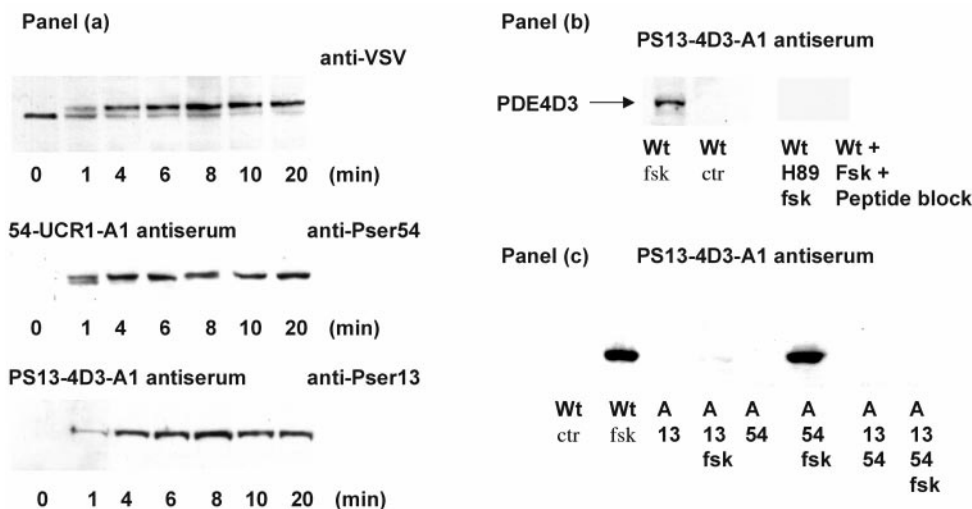 Panel (a)
anti-VSV
0 1 4 6 8 10 20 (min)
54-UCR1-A1 antiserum anti-Pser54
0 1 4 6 8 10 20 (min)
PS13-4D3-A1 antiserum anti-Pser13
0 1 4 6 8 10 20 (min)
Panel (b)
PS13-4D3-A1 antiserum
PDE4D3
Wt Wt Wt Wt +
fsk ctr H89 Fsk +
fsk Peptide block
Panel (c) PS13-4D3-A1 antiserum
Wt Wt A A A A A A
ctr fsk 13 13 54 54 13 13
fsk fsk 54 54
fsk